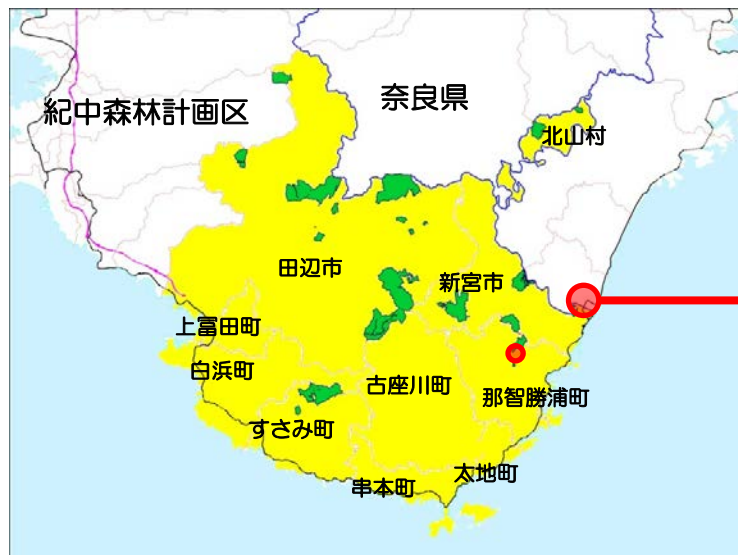 紀中森林計画区
奈良県
北山村
田辺市
新宮市
上富田町
白浜町
古座川町
那智勝浦町
すさみ町
太地町
串本町